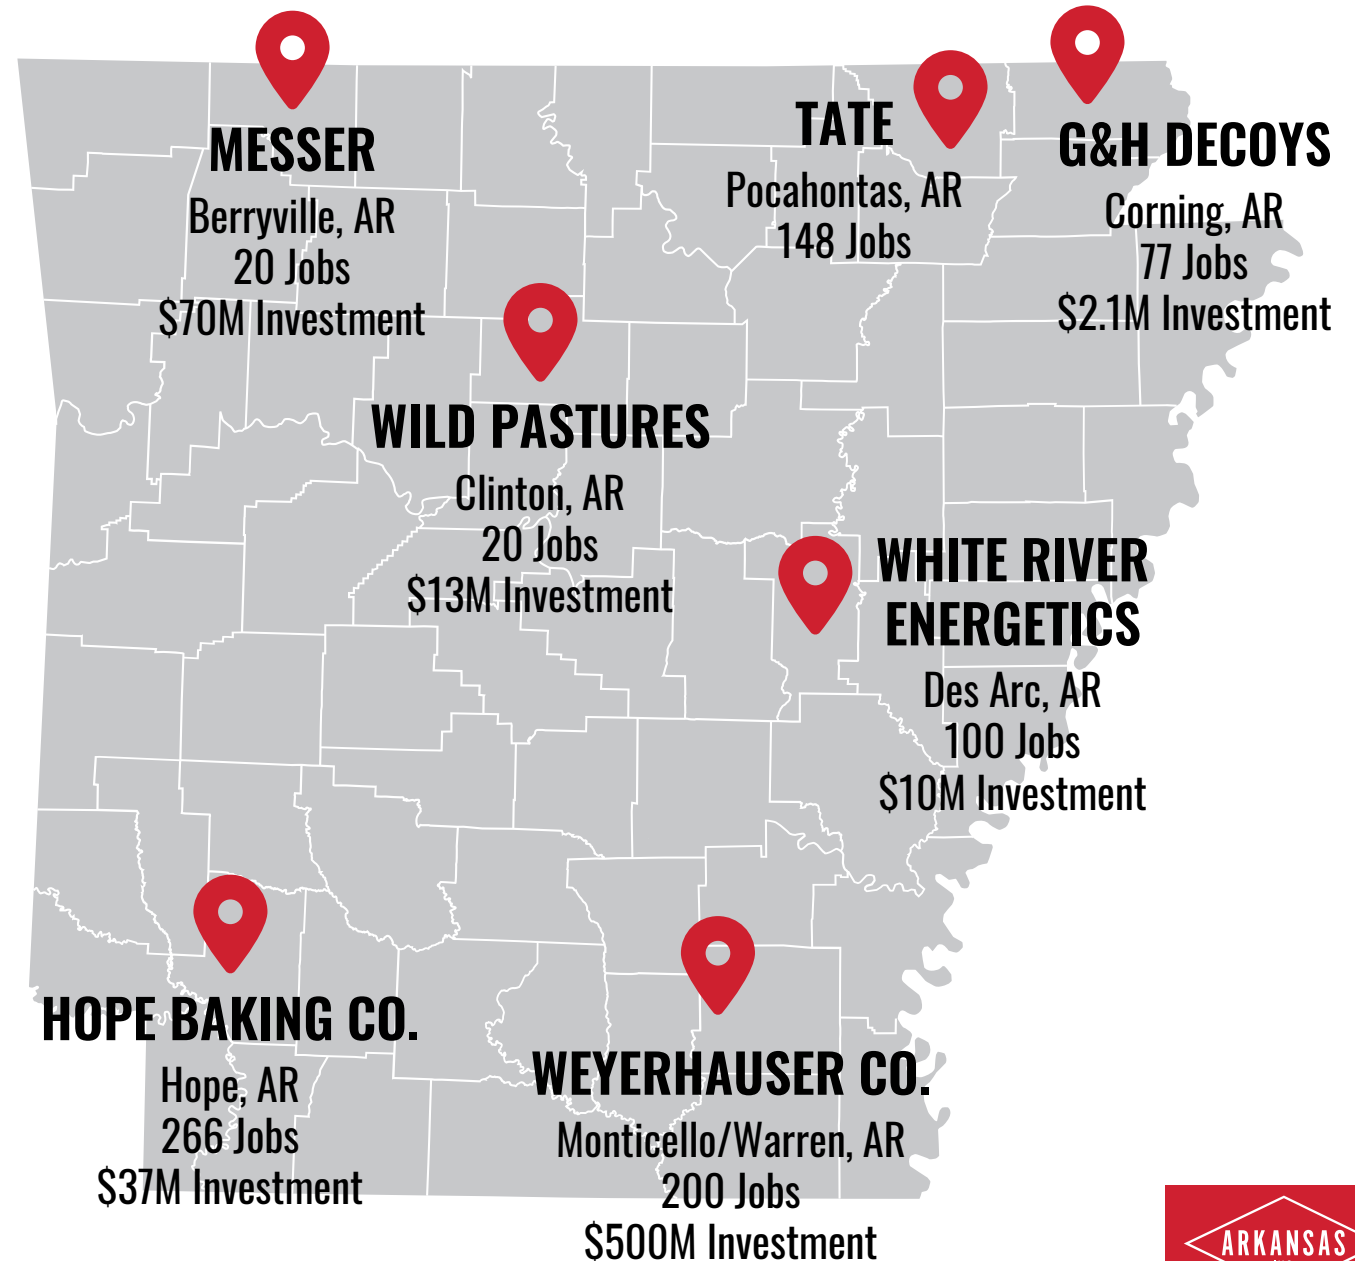 MESSER
Berryville, AR
20 Jobs
$70M Investment
TATE
Pocahontas, AR
148 Jobs
G&H DECOYS
Corning, AR
77 Jobs
$2.1M Investment
WILD PASTURES
Clinton, AR
20 Jobs
$13M Investment
WHITE RIVER
ENERGETICS
Des Arc, AR
100 Jobs
$10M Investment
HOPE BAKING CO.
Hope, AR
266 Jobs
$37M Investment
WEYERHAUSER CO.
Monticello/Warren, AR
200 Jobs
$500M Investment
ARKANSAS